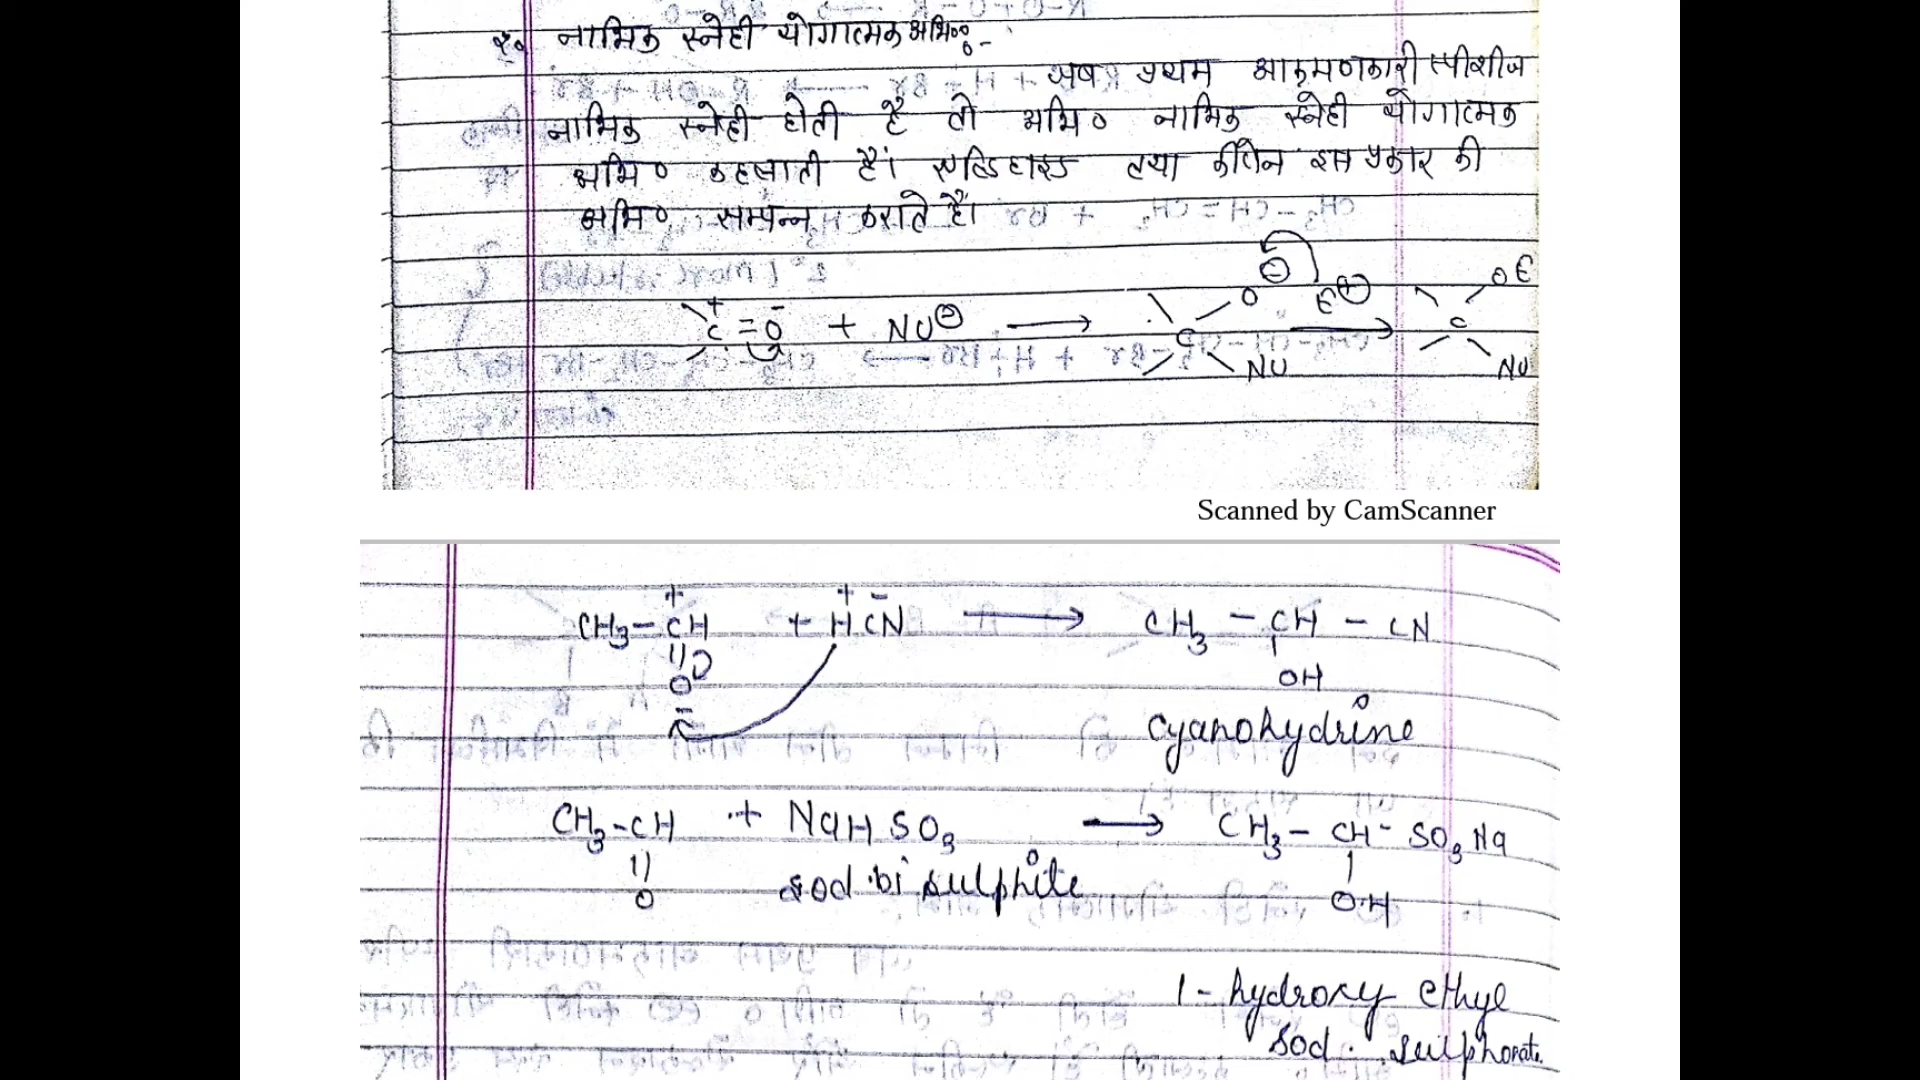 २० नाभिक स्नेही योगात्मक अभि०:-
जब प्रथम आक्रमणकारी स्पीशीज
नाभिक स्नेही होती है तो अभि० नाभिक स्नेही योगात्मक
अभि० कहलाती हैं। एल्डिहाइड तथा कीटोन इस प्रकार की
अभि० सम्पन्न कराते हैं।
C=O + NU⊖ ⟶ C O⊖ NU E⊕ ⟶ C OE NU
Scanned by CamScanner
CH₃-CH + HCN ⟶ CH₃ - CH - CN
O OH
cyanohydrine
CH₃-CH + NaHSO₃ ⟶ CH₃ - CH - SO₃Na
O sod.bi sulphite OH
1- hydroxy ethyl
sod. sulphonate.